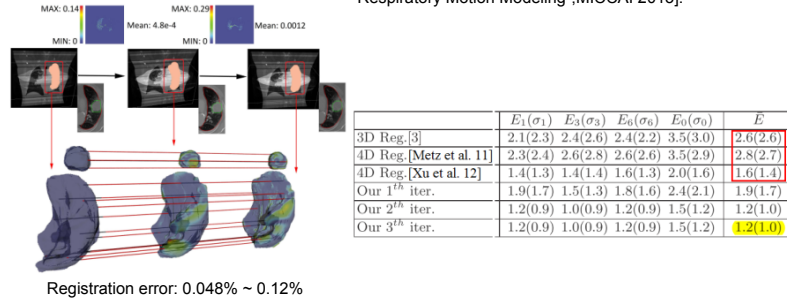 Respiratory Motion Modeling",MICCAI 2013].
MAX: 0.14
MAX: 0.29
Mean: 4.8e-4
Mean: 0.0012
MIN: 0
MIN: 0
E1(σ1) E3(σ3) E6(σ6) E0(σ0) Ē
3D Reg.[3] 2.1(2.3) 2.4(2.6) 2.4(2.2) 3.5(3.0) 2.6(2.6)
4D Reg.[Metz et al. 11] 2.3(2.4) 2.6(2.8) 2.6(2.6) 3.5(2.9) 2.8(2.7)
4D Reg.[Xu et al. 12] 1.4(1.3) 1.4(1.4) 1.6(1.3) 2.0(1.6) 1.6(1.4)
Our 1th iter. 1.9(1.7) 1.5(1.3) 1.8(1.6) 2.4(2.1) 1.9(1.7)
Our 2th iter. 1.2(0.9) 1.0(0.9) 1.2(0.9) 1.5(1.2) 1.2(1.0)
Our 3th iter. 1.2(0.9) 1.0(0.9) 1.2(0.9) 1.5(1.2) 1.2(1.0)
Registration error: 0.048% ~ 0.12%